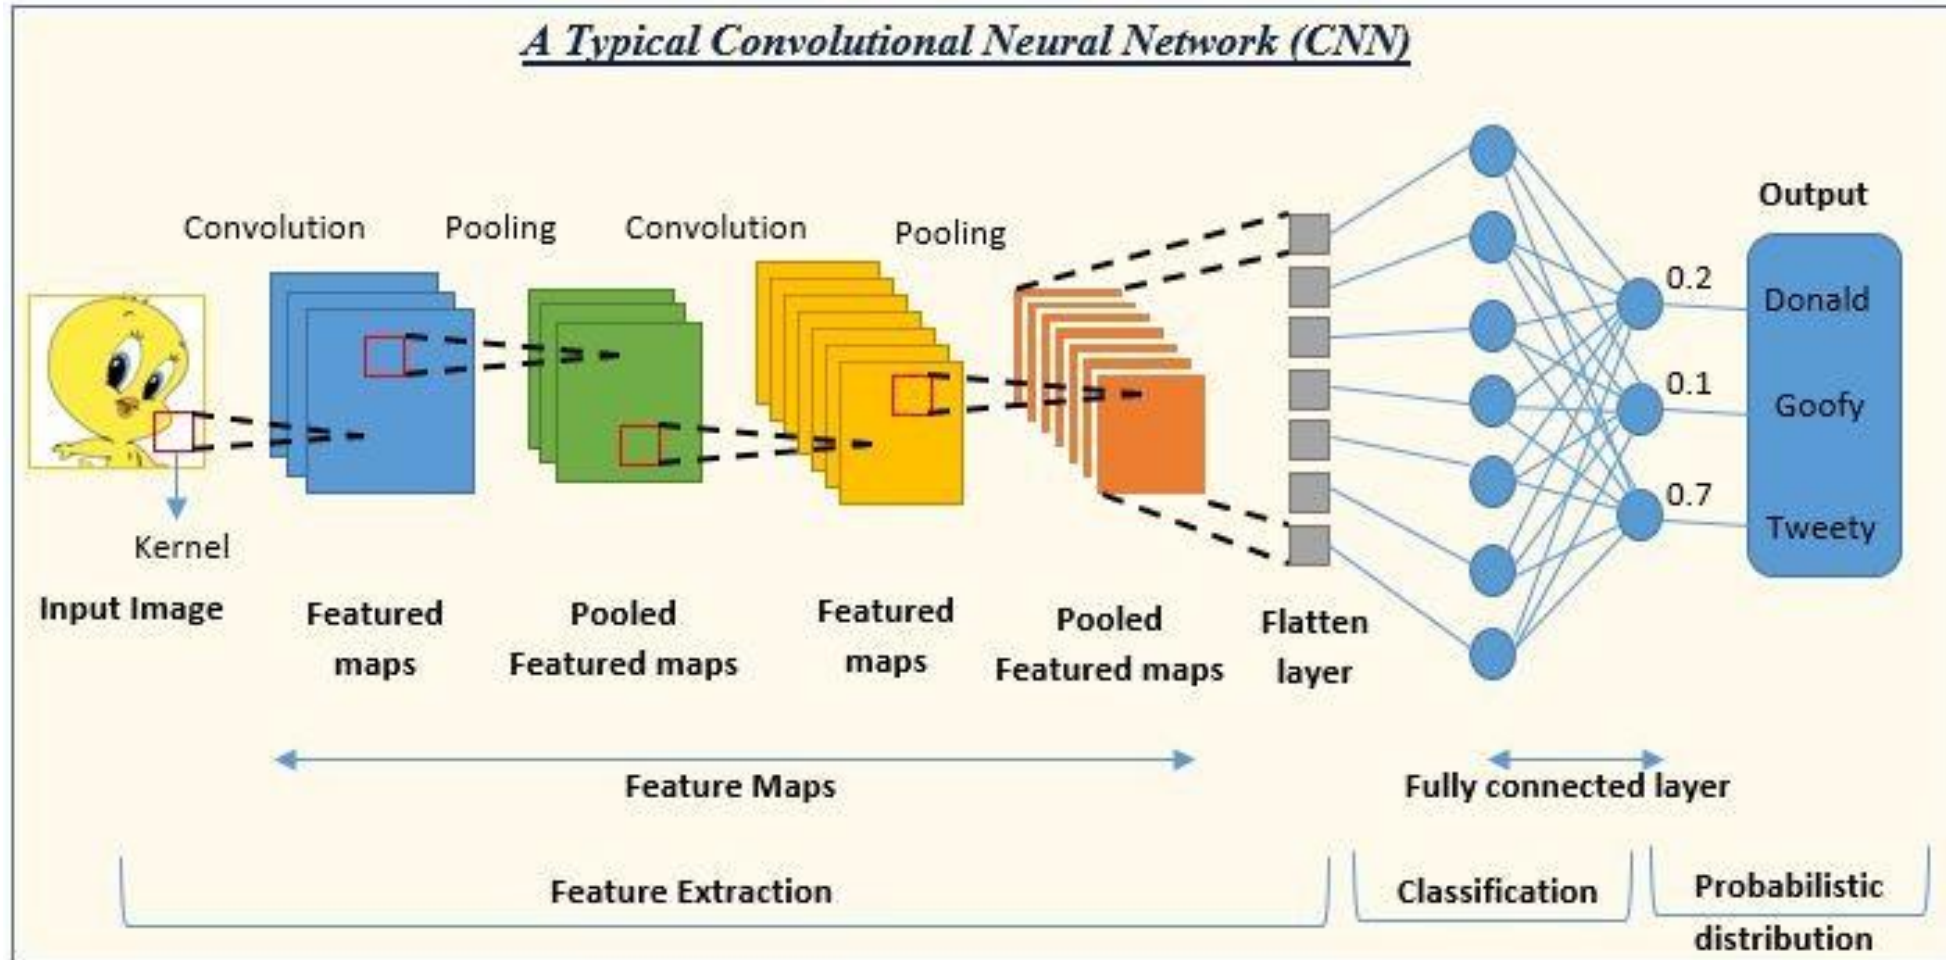 A Typical Convolutional Neural Network (CNN)
Convolution
Pooling
Convolution
Pooling
Output
0.2
Donald
0.1
Goofy
0.7
Tweety
Kernel
Input Image
Featured
maps
Pooled
Featured maps
Featured
maps
Pooled
Featured maps
Flatten
layer
Feature Maps
Fully connected layer
Feature Extraction
Classification
Probabilistic
distribution